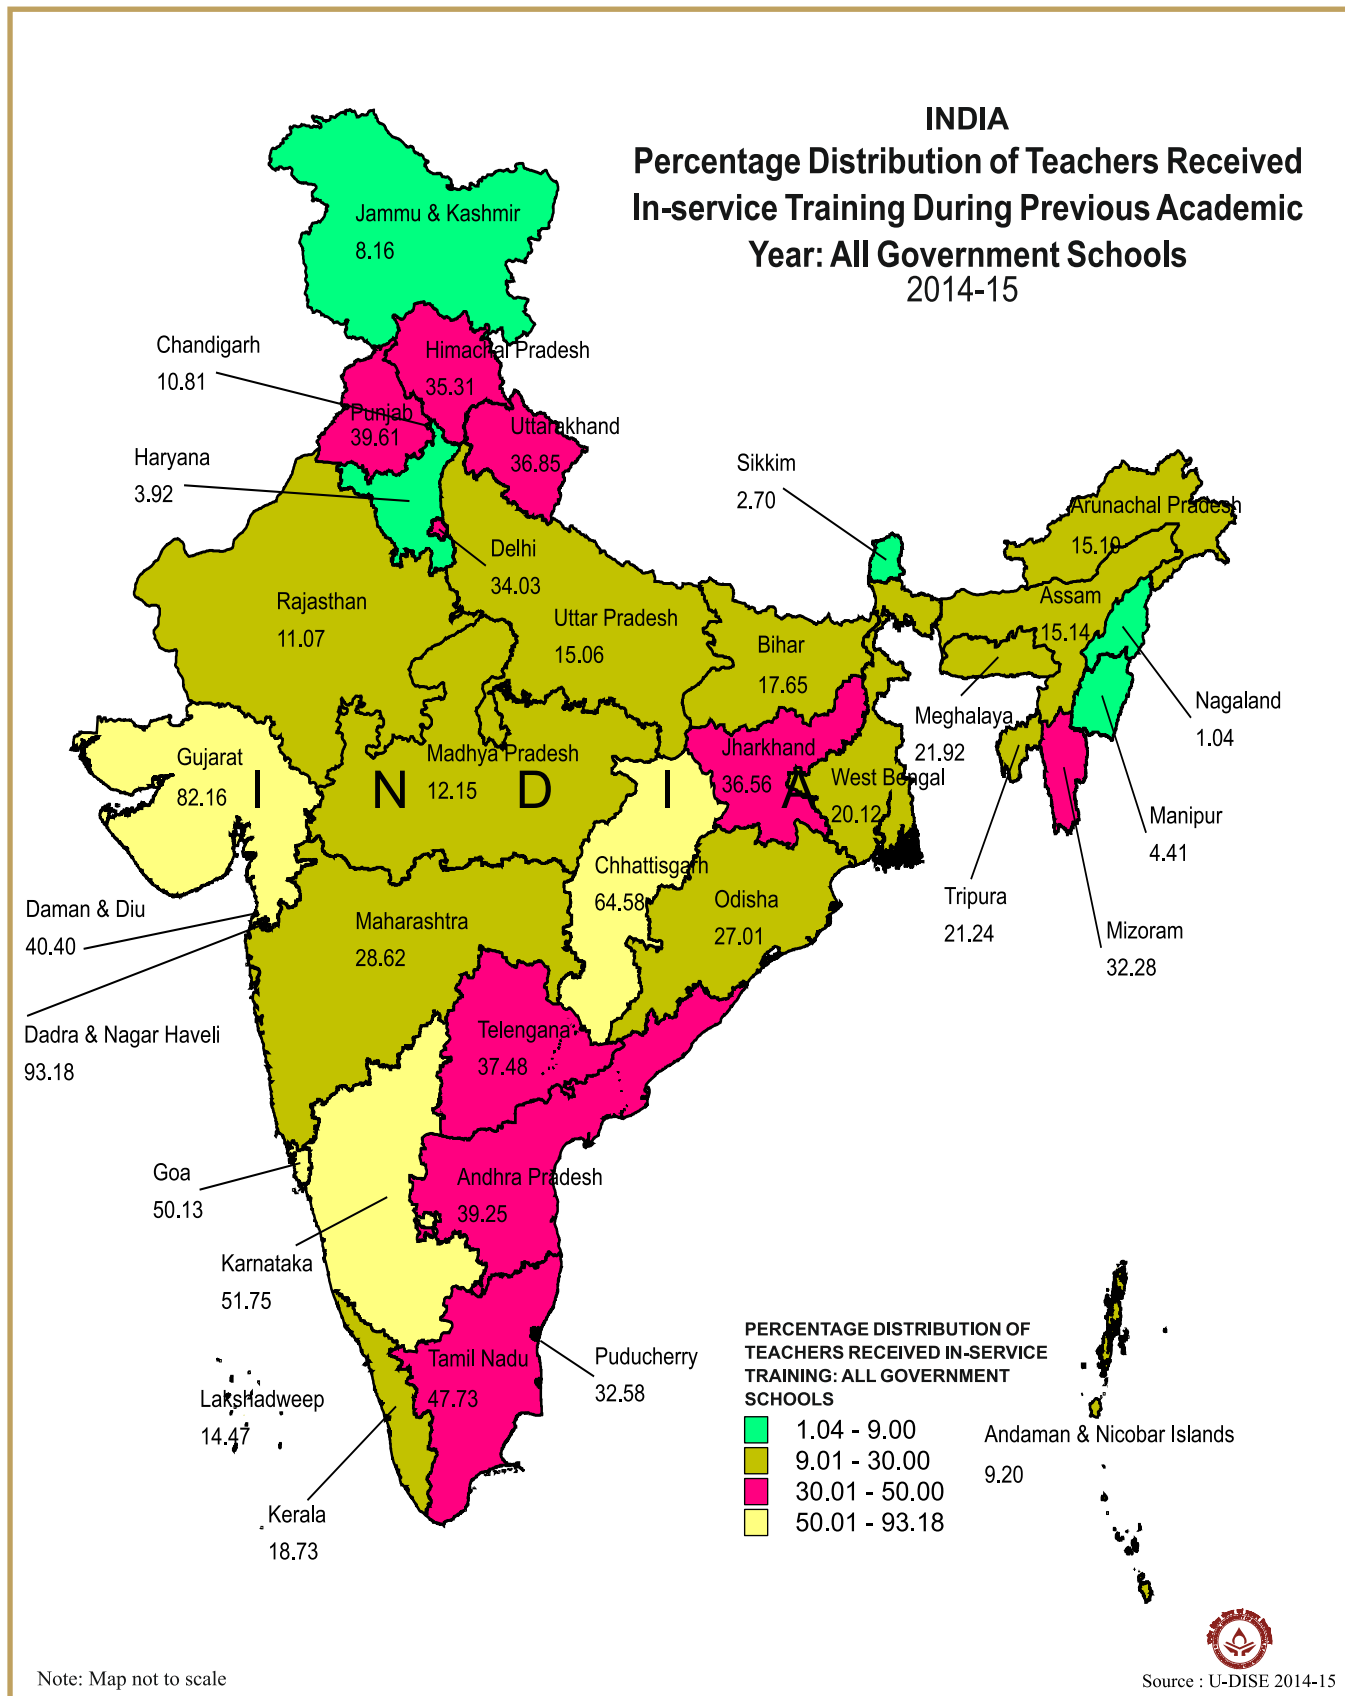 INDIA
Percentage Distribution of Teachers Received
In-service Training During Previous Academic
Year: All Government Schools
2014-15
Jammu & Kashmir
8.16
Chandigarh
10.81
Himachal Pradesh
35.31
Punjab
39.61
Uttarakhand
36.85
Haryana
3.92
Sikkim
2.70
Arunachal Pradesh
15.10
Delhi
34.03
Rajasthan
11.07
Uttar Pradesh
15.06
Bihar
17.65
Assam
15.14
Nagaland
1.04
Meghalaya
21.92
Gujarat
82.16
Madhya Pradesh
12.15
Jharkhand
36.56
West Bengal
20.12
I N D I A
Manipur
4.41
Chhattisgarh
64.58
Odisha
27.01
Tripura
21.24
Mizoram
32.28
Daman & Diu
40.40
Maharashtra
28.62
Dadra & Nagar Haveli
93.18
Telengana
37.48
Goa
50.13
Andhra Pradesh
39.25
Karnataka
51.75
Tamil Nadu
47.73
Puducherry
32.58
Lakshadweep
14.47
Kerala
18.73
PERCENTAGE DISTRIBUTION OF
TEACHERS RECEIVED IN-SERVICE
TRAINING: ALL GOVERNMENT
SCHOOLS
1.04 - 9.00
9.01 - 30.00
30.01 - 50.00
50.01 - 93.18
Andaman & Nicobar Islands
9.20
Note: Map not to scale
Source : U-DISE 2014-15